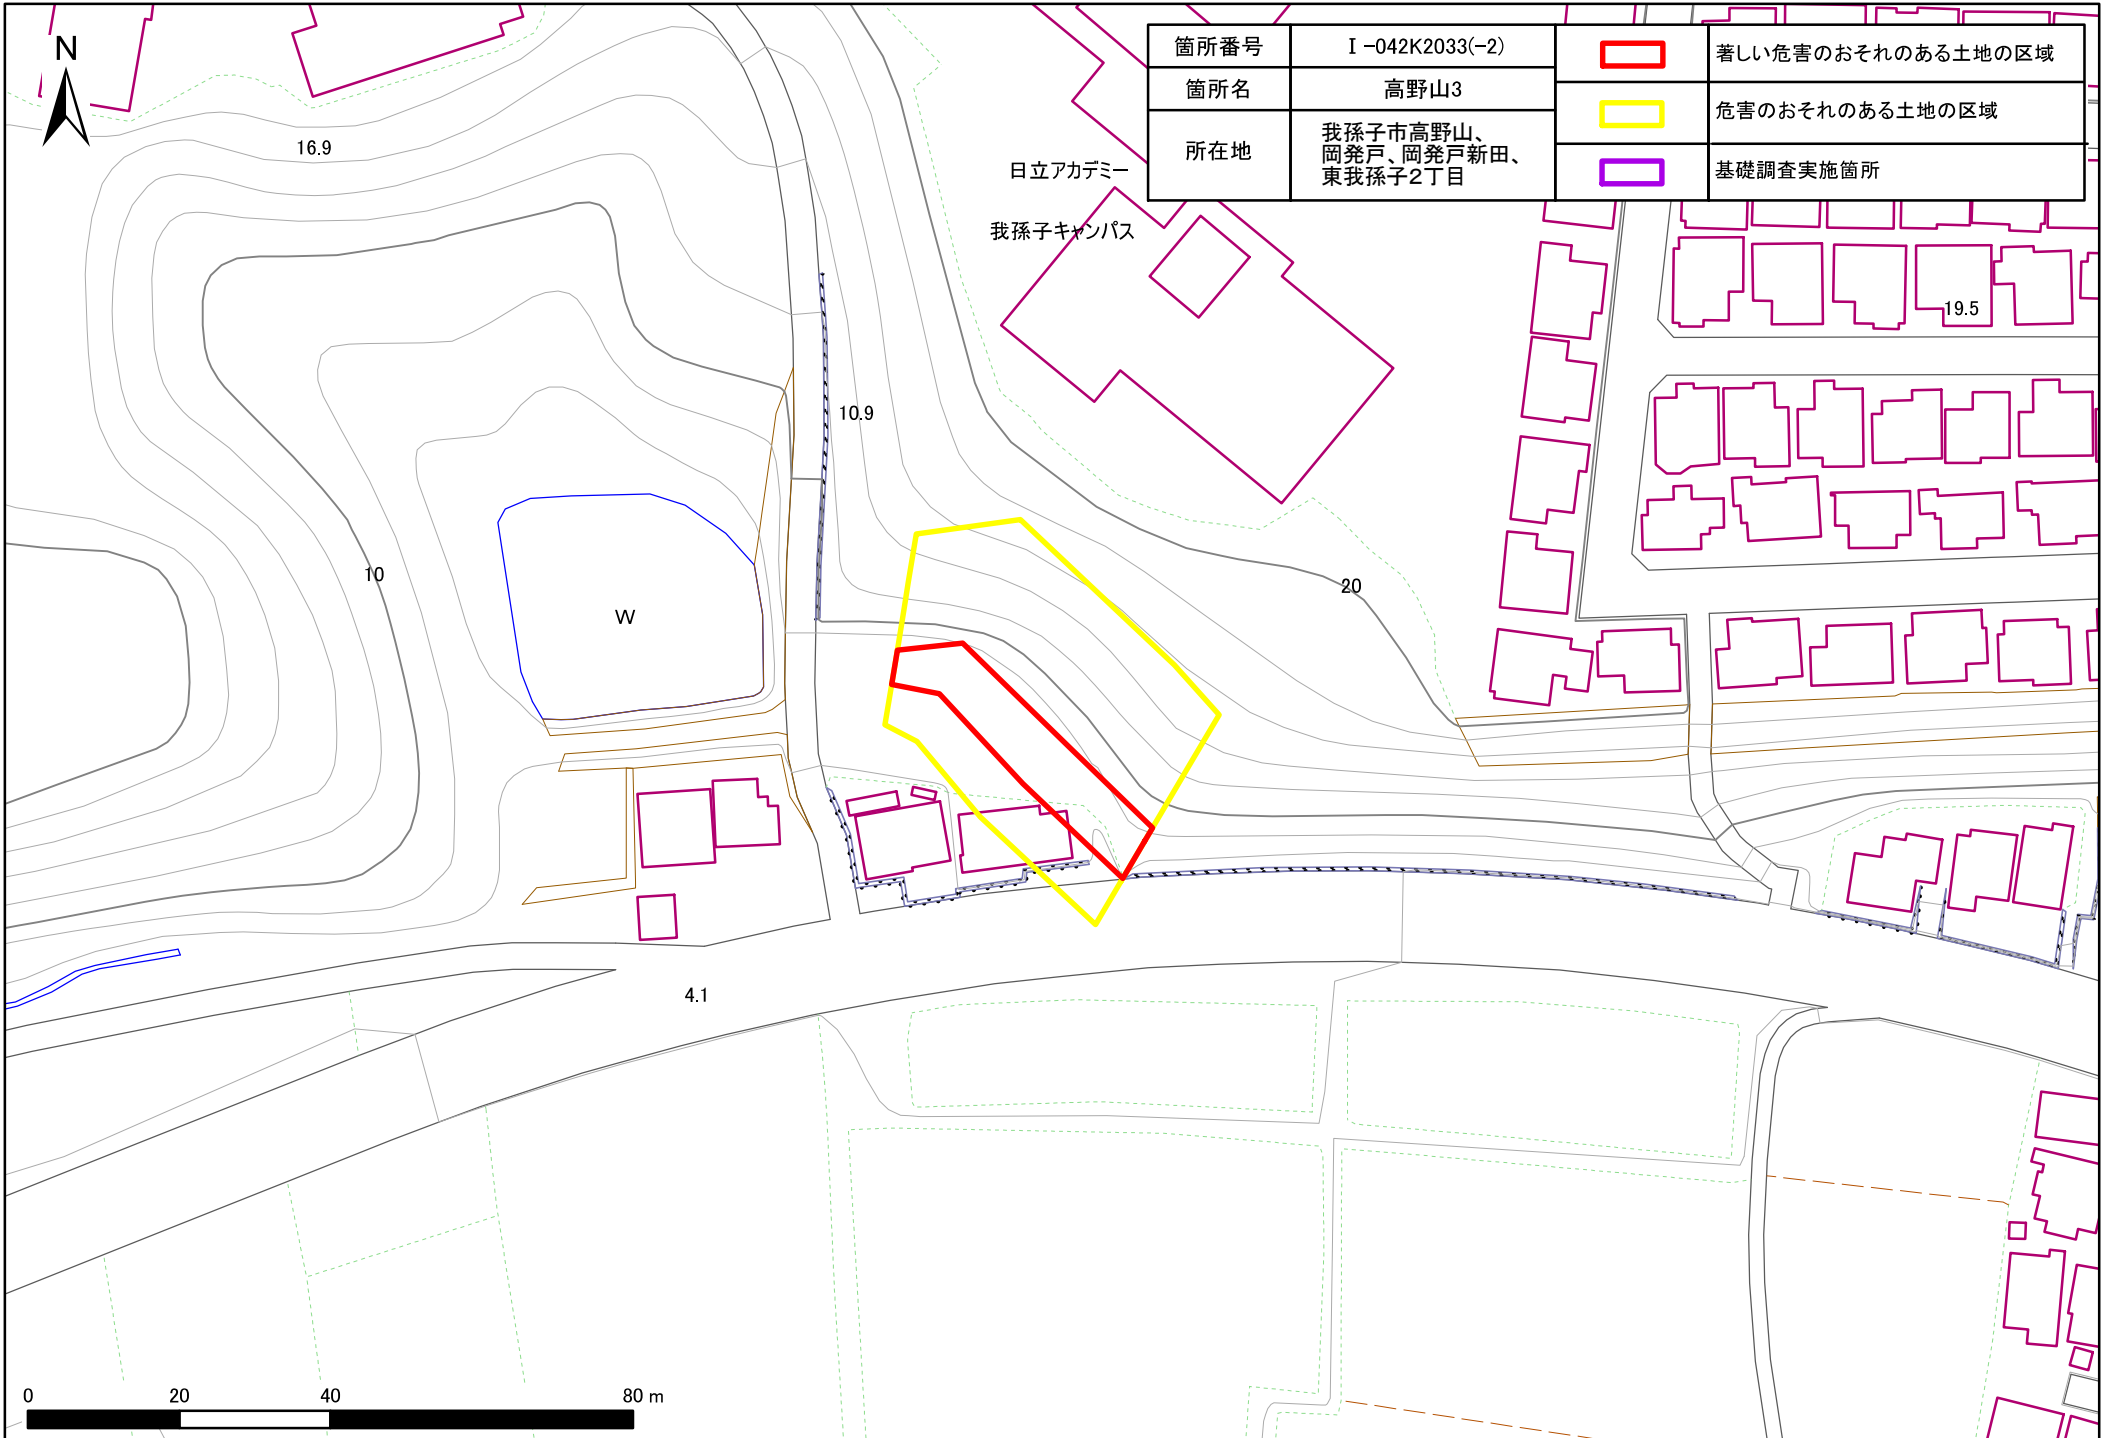 N
箇所番号
Ⅰ-042K2033(-2)
著しい危害のおそれのある土地の区域
箇所名
高野山3
危害のおそれのある土地の区域
所在地
我孫子市高野山、
岡発戸、岡発戸新田、
東我孫子2丁目
基礎調査実施箇所
16.9
日立アカデミー
我孫子キャンパス
19.5
10.9
10
20
W
4.1
0 20 40 80 m